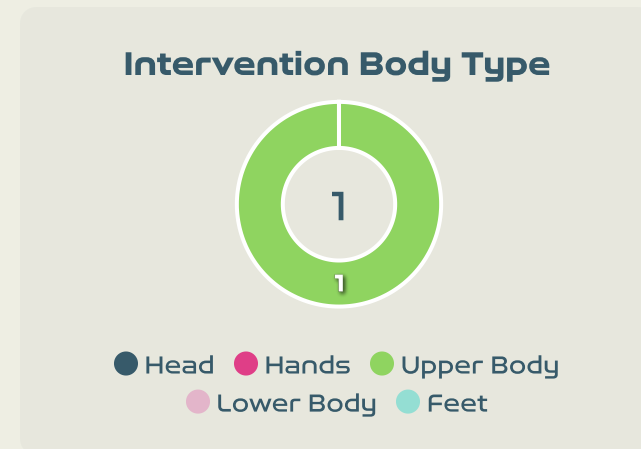 Intervention Body Type
1
1
Head Hands Upper Body
Lower Body Feet